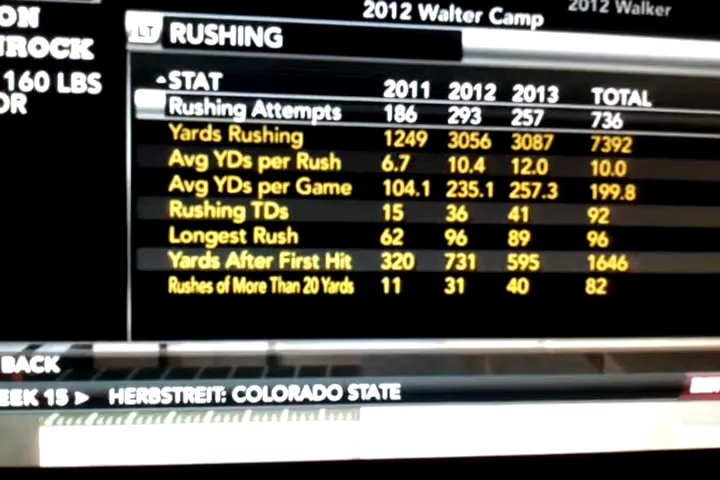 2012 Walter Camp
2012 Walker
ON
ROCK
160 LBS
OR
LT RUSHING
STAT 2011 2012 2013 TOTAL
Rushing Attempts 186 293 257 736
Yards Rushing 1249 3056 3087 7392
Avg YDs per Rush 6.7 10.4 12.0 10.0
Avg YDs per Game 104.1 235.1 257.3 199.8
Rushing TDs 15 36 41 92
Longest Rush 62 96 89 96
Yards After First Hit 320 731 595 1646
Rushes of More Than 20 Yards 11 31 40 82
BACK
EEK 15 HERBSTREIT: COLORADO STATE